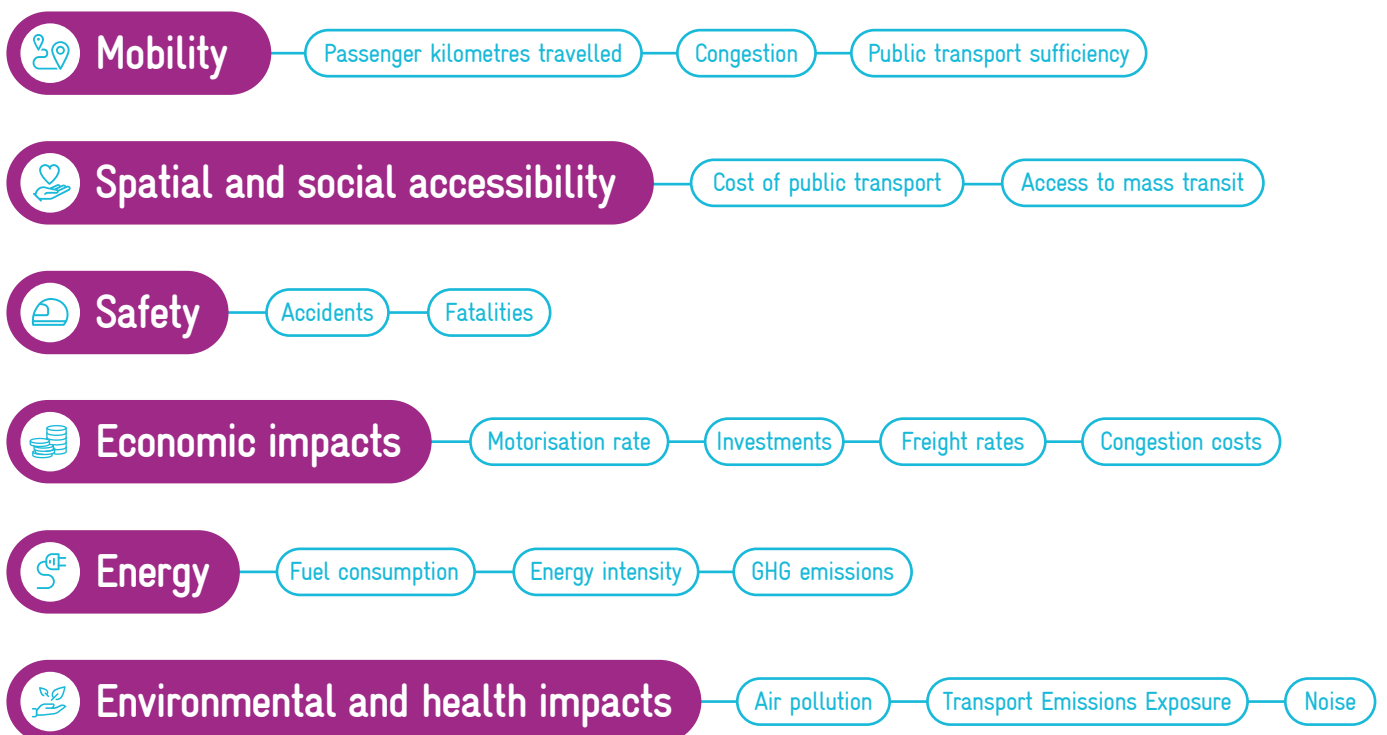 Mobility Passenger kilometres travelled Congestion Public transport sufficiency
Spatial and social accessibility Cost of public transport Access to mass transit
Safety Accidents Fatalities
Economic impacts Motorisation rate Investments Freight rates Congestion costs
Energy Fuel consumption Energy intensity GHG emissions
Environmental and health impacts Air pollution Transport Emissions Exposure Noise